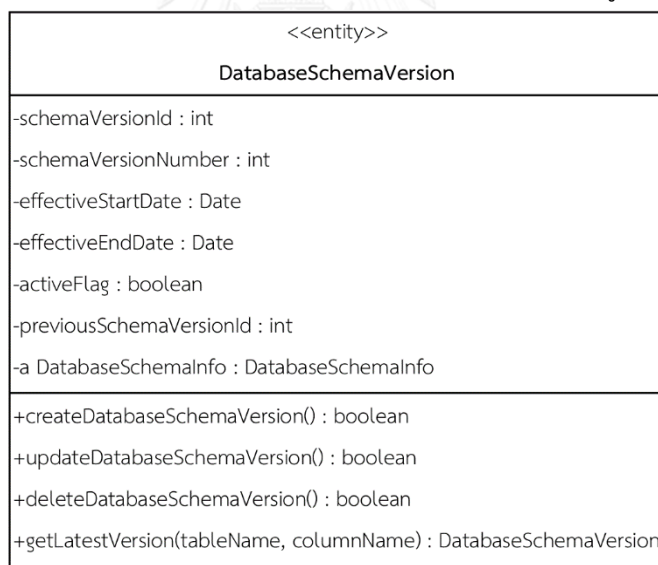 <<entity>>
DatabaseSchemaVersion
-schemaVersionId : int
-schemaVersionNumber : int
-effectiveStartDate : Date
-effectiveEndDate : Date
-activeFlag : boolean
-previousSchemaVersionId : int
-a DatabaseSchemaInfo : DatabaseSchemaInfo
+createDatabaseSchemaVersion() : boolean
+updateDatabaseSchemaVersion() : boolean
+deleteDatabaseSchemaVersion() : boolean
+getLatestVersion(tableName, columnName) : DatabaseSchemaVersion